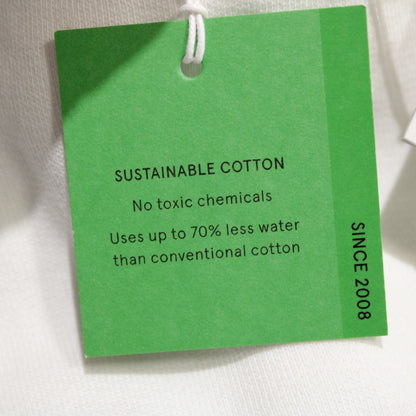 SUSTAINABLE COTTON
No toxic chemicals
Uses up to 70% less water
than conventional cotton
SINCE 2008